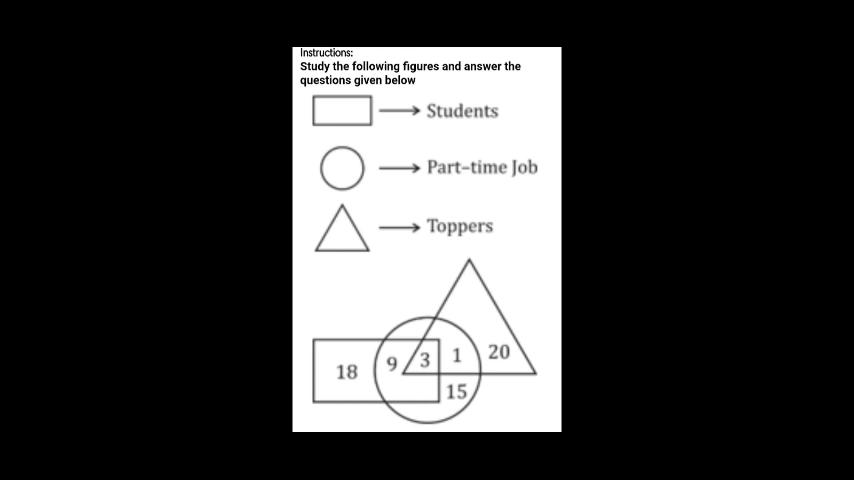 Instructions:
Study the following figures and answer the
questions given below
Students
Part-time Job
Toppers
18
9
3
1
20
15